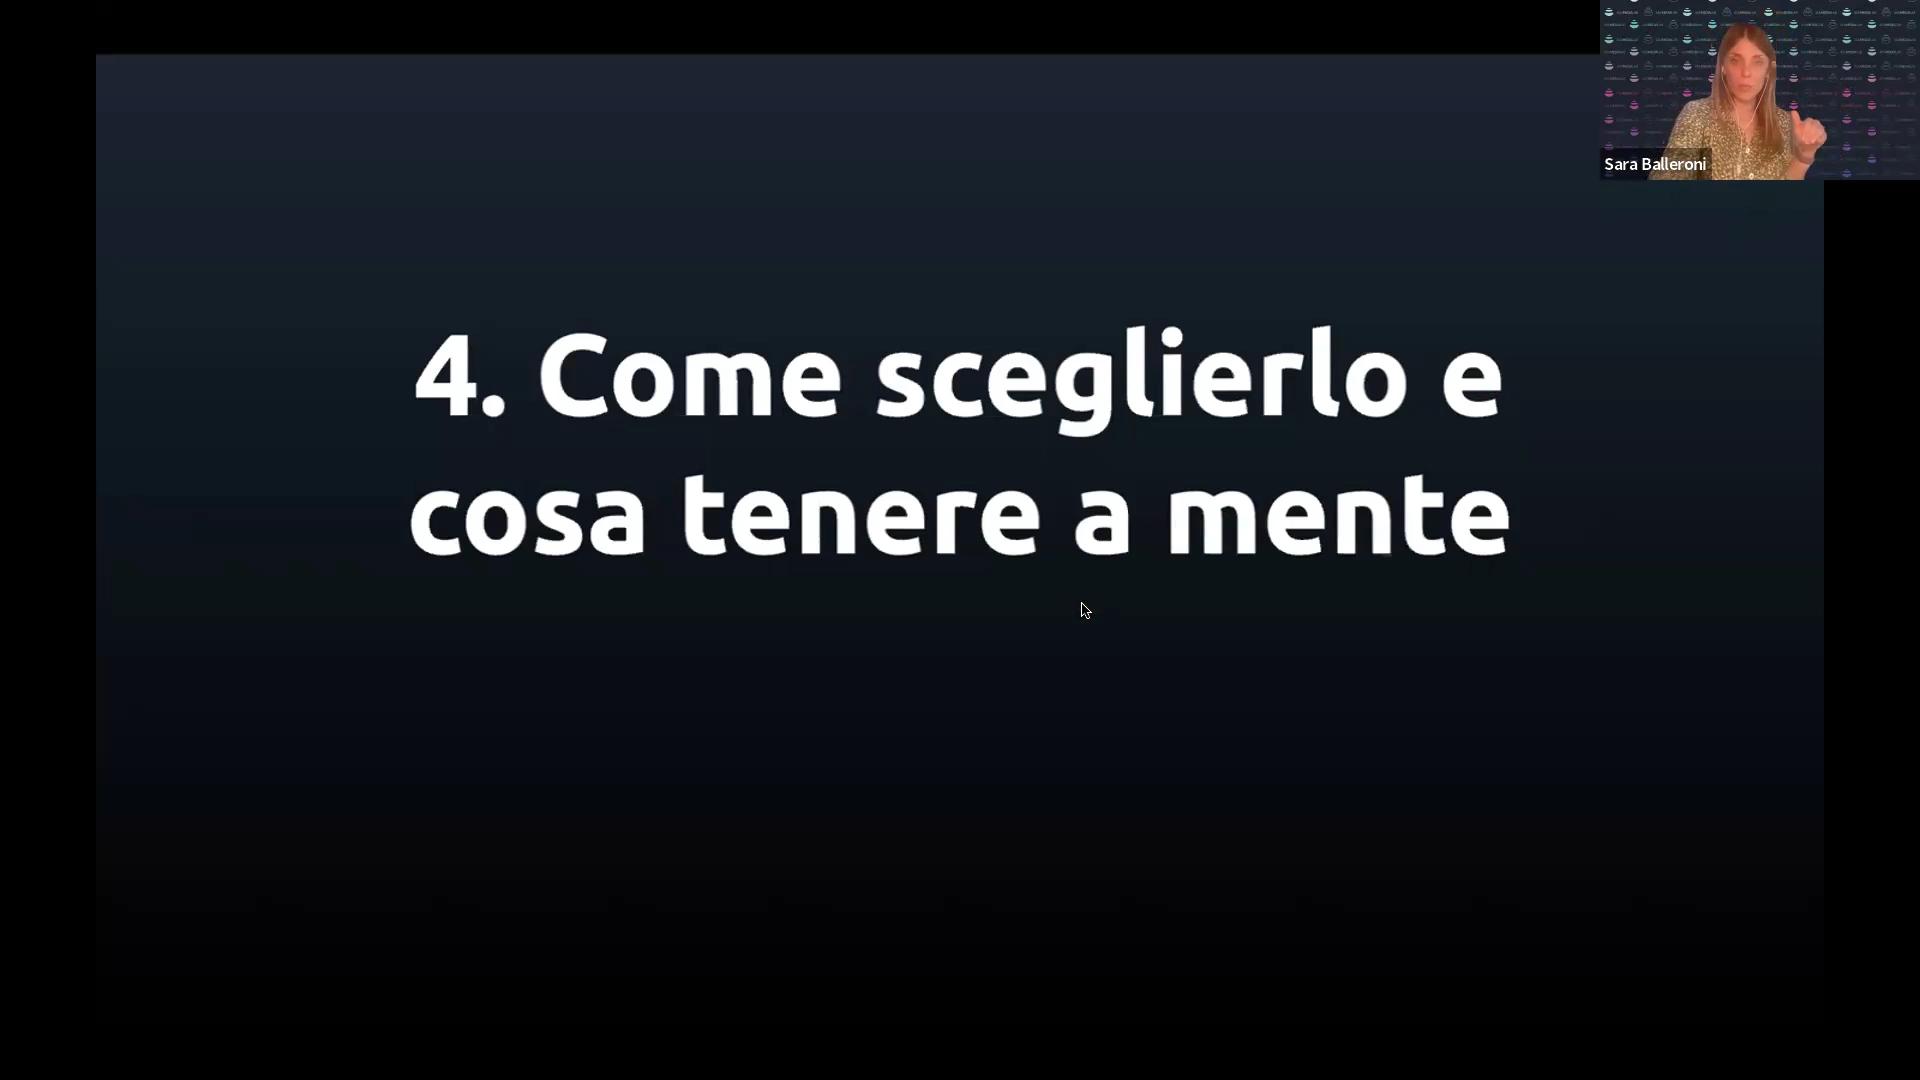 4. Come sceglierlo e
cosa tenere a mente
Sara Balleroni